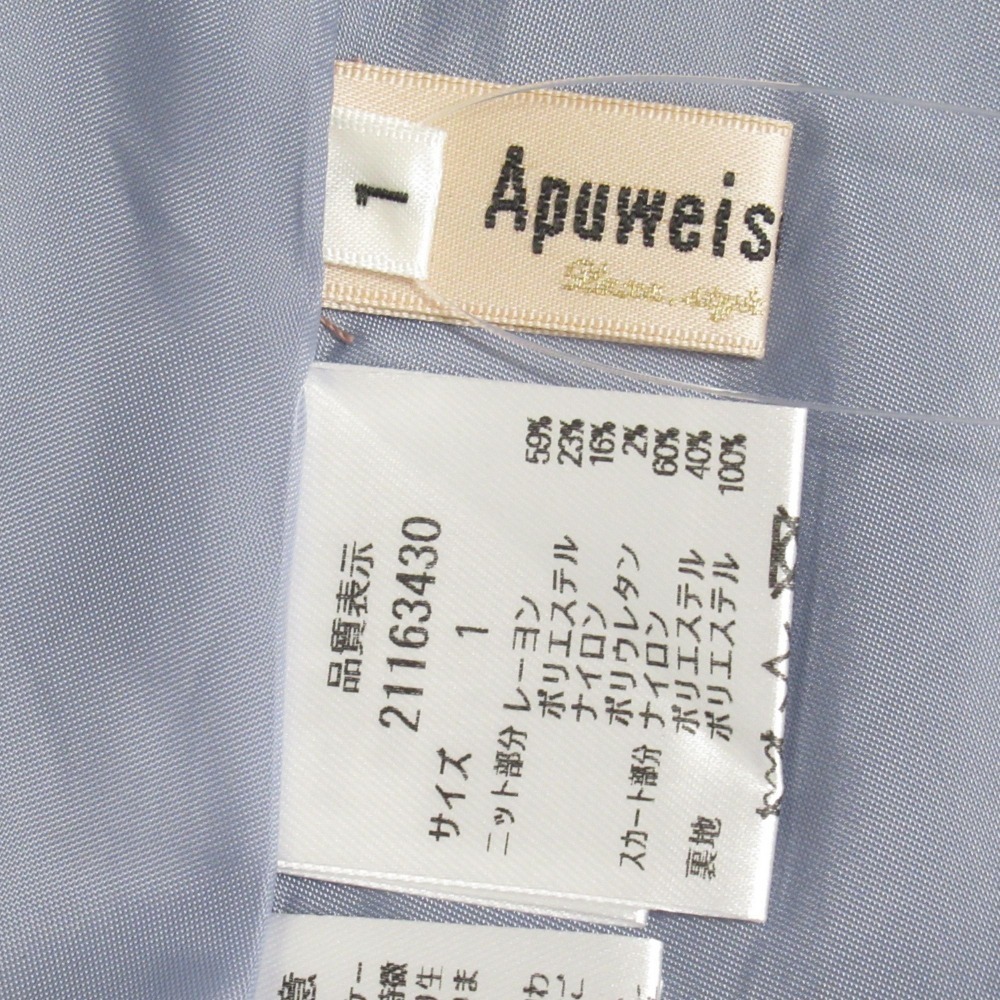 1
Apuweis
品質表示
21163430
サイズ 1
ニット部分 レーヨン 59%
ポリエステル 23%
ナイロン 16%
ポリウレタン 2%
スカート部分 ナイロン 60%
ポリエステル 40%
裏地 ポリエステル 100%